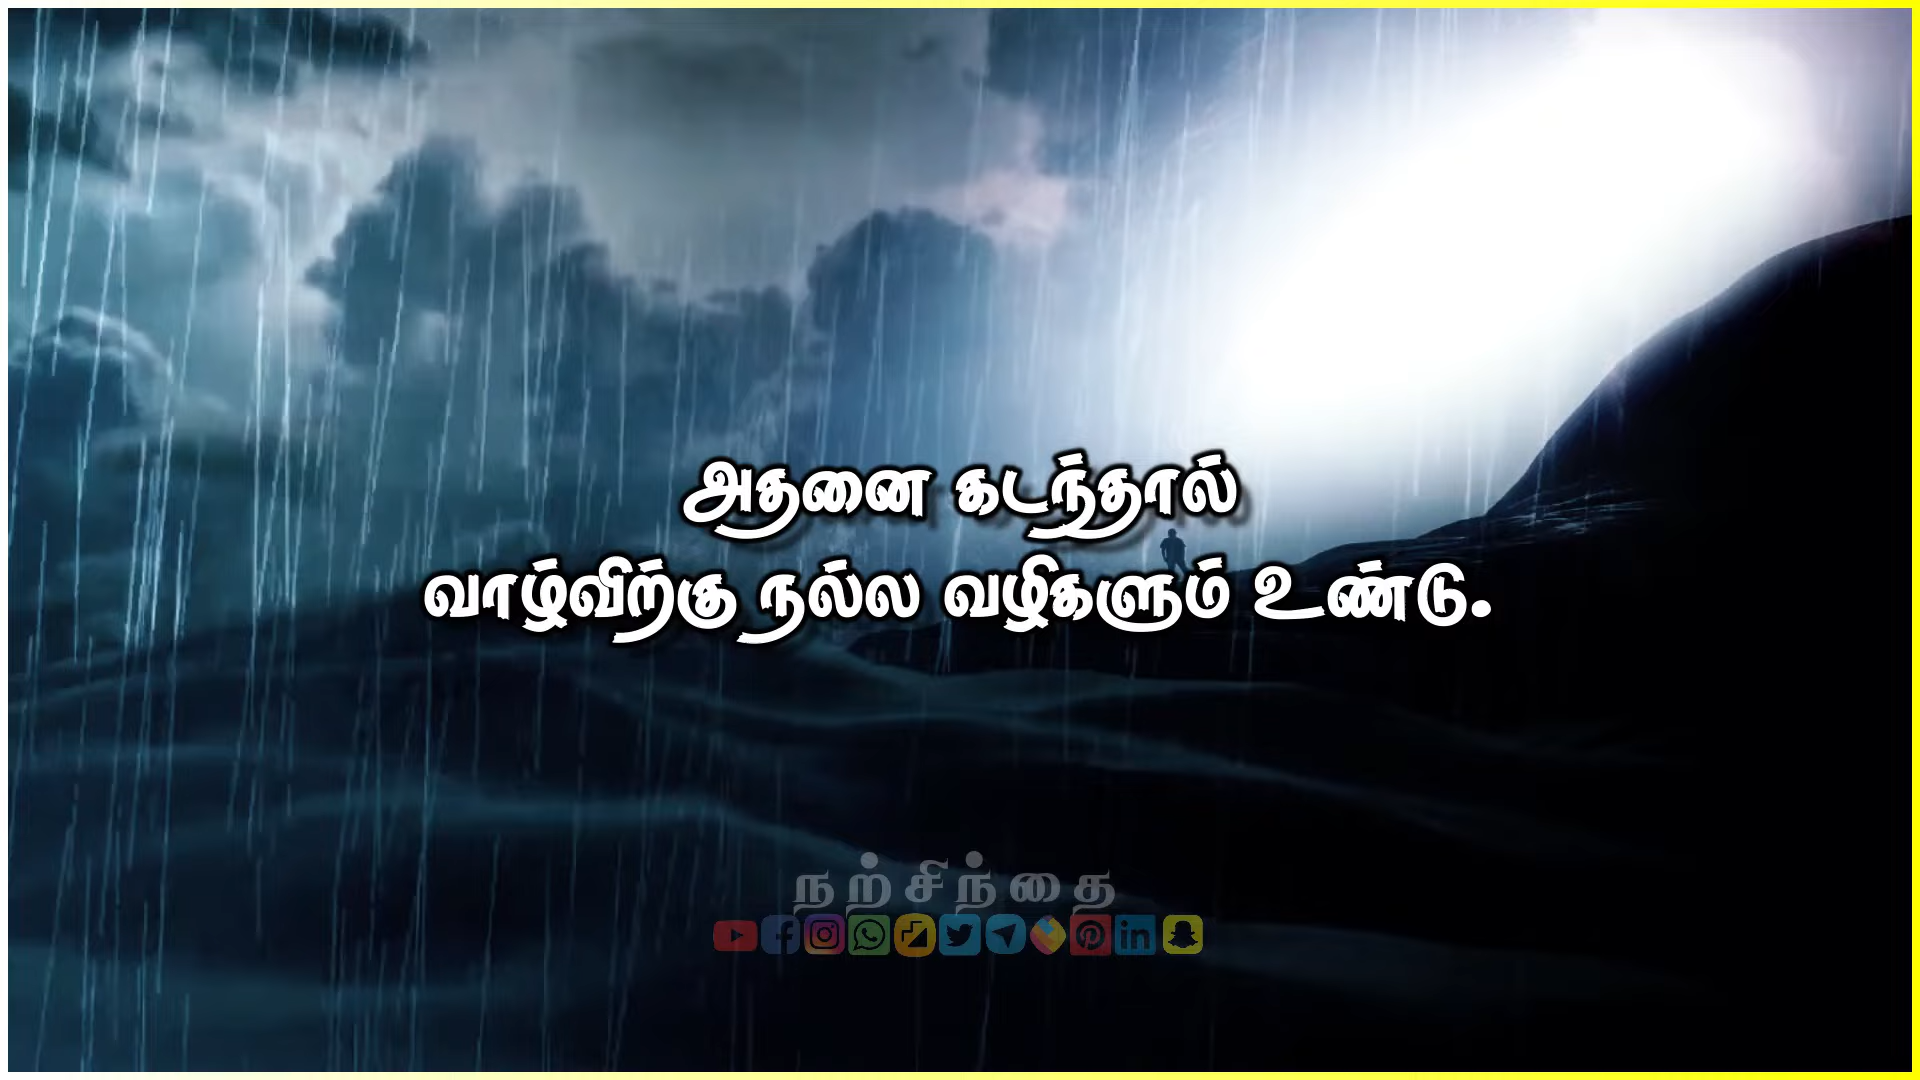 அதனை கடந்தால்
வாழ்விற்கு நல்ல வழிகளும் உண்டு.
நற்சிந்தை